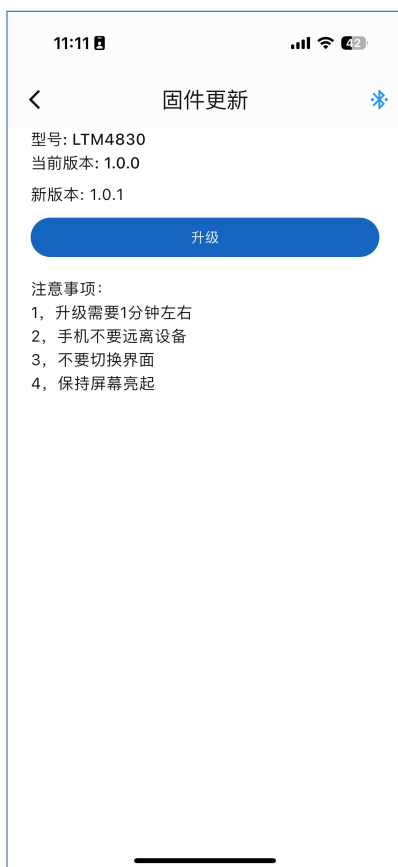 11:11
42
固件更新
型号: LTM4830
当前版本: 1.0.0
新版本: 1.0.1
升级
注意事项:
1，升级需要1分钟左右
2，手机不要远离设备
3，不要切换界面
4，保持屏幕亮起